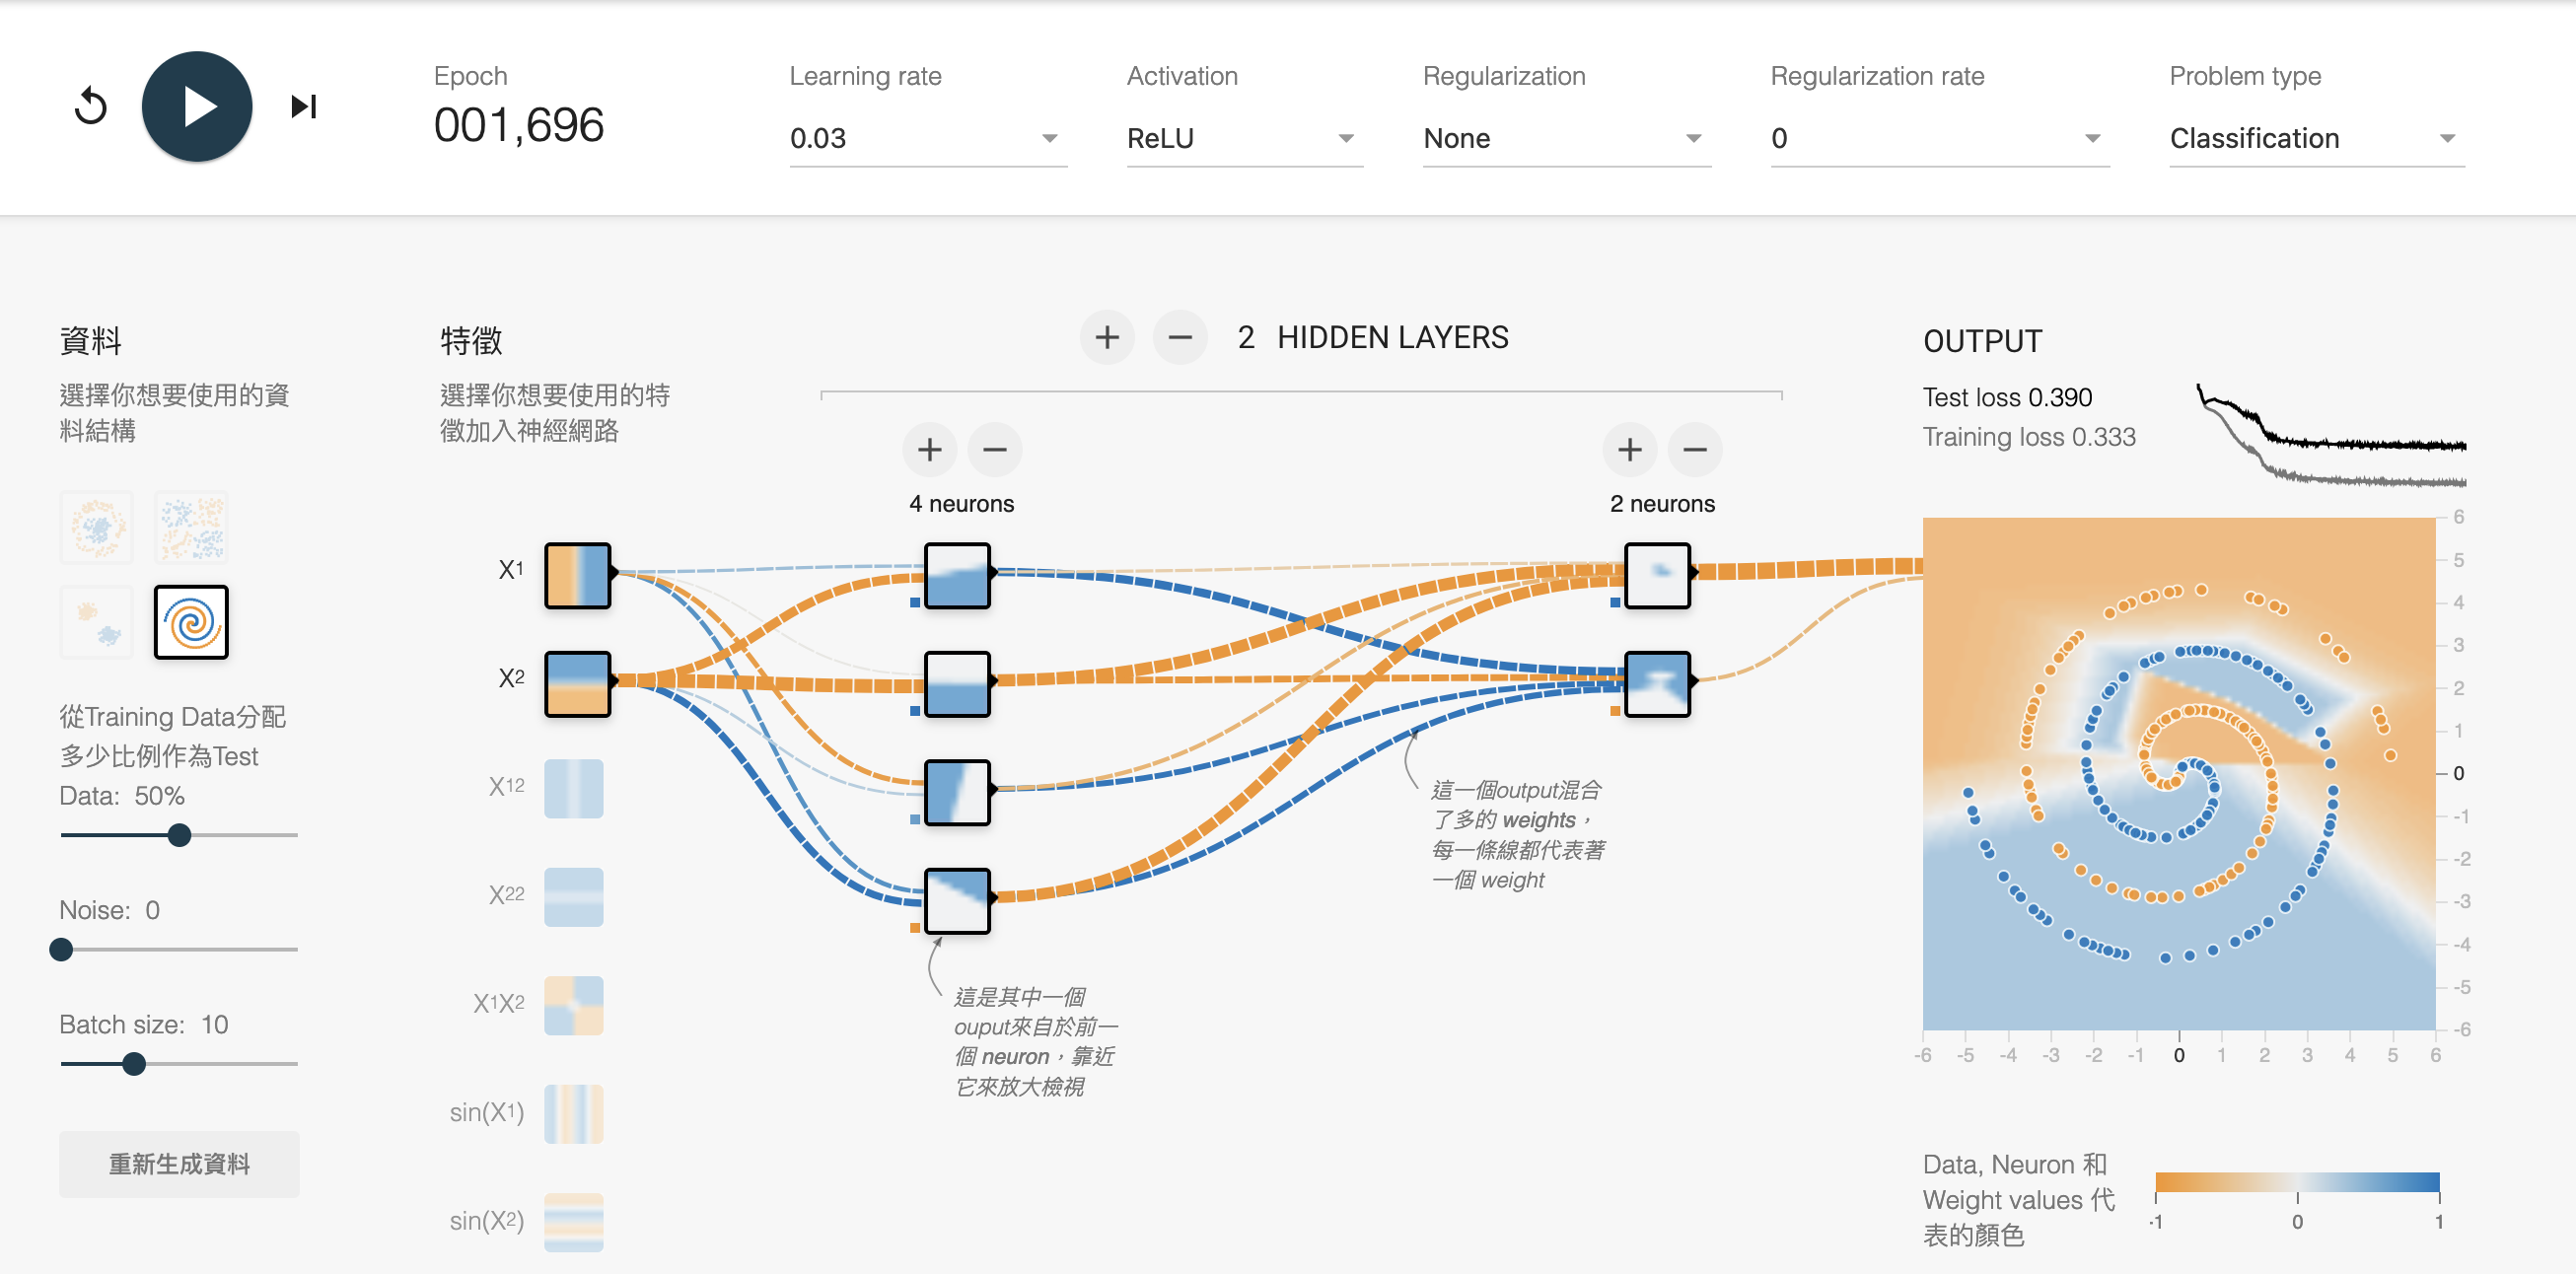 Epoch
001,696
Learning rate
0.03
Activation
ReLU
Regularization
None
Regularization rate
0
Problem type
Classification
資料
選擇你想要使用的資
料結構
從Training Data分配
多少比例作為Test
Data: 50%
Noise: 0
Batch size: 10
重新生成資料
特徵
選擇你想要使用的特
徵加入神經網路
X1
X2
X12
X22
X1X2
sin(X1)
sin(X2)
2 HIDDEN LAYERS
4 neurons
2 neurons
這是其中一個
ouput來自於前一
個 neuron，靠近
它來放大檢視
這一個output混合
了多的 weights，
每一條線都代表著
一個 weight
OUTPUT
Test loss 0.390
Training loss 0.333
6
5
4
3
2
1
0
-1
-2
-3
-4
-5
-6
-6 -5 -4 -3 -2 -1 0 1 2 3 4 5 6
Data, Neuron 和
Weight values 代
表的顏色
-1 0 1